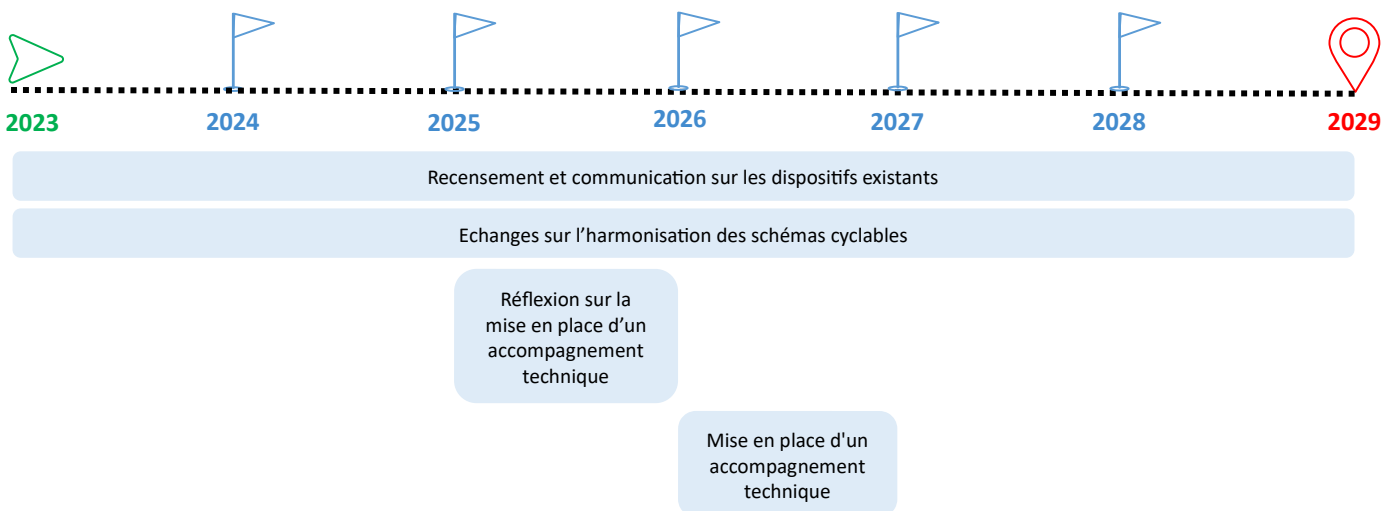 2023 2024 2025 2026 2027 2028 2029
Recensement et communication sur les dispositifs existants
Echanges sur l’harmonisation des schémas cyclables
Réflexion sur la
mise en place d’un
accompagnement
technique
Mise en place d'un
accompagnement
technique